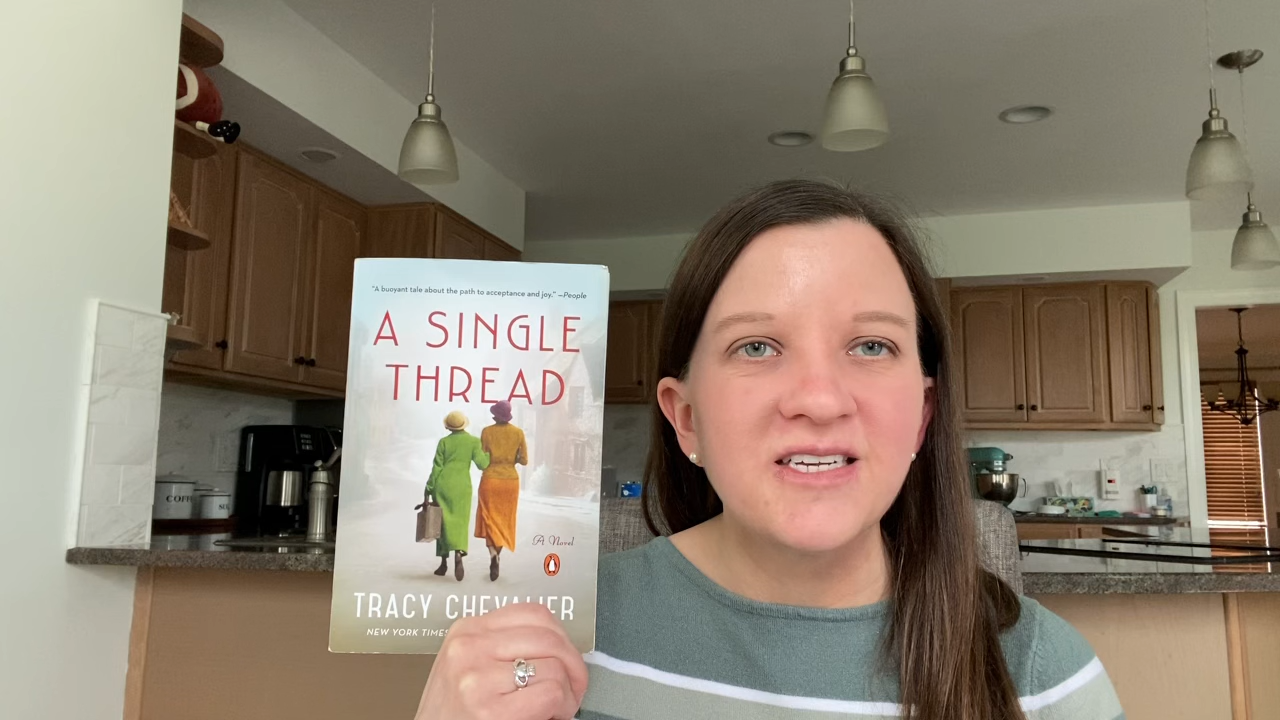 "A buoyant tale about the path to acceptance and joy." —People
A SINGLE
THREAD
A Novel
TRACY CHEVALIER
NEW YORK TIMES